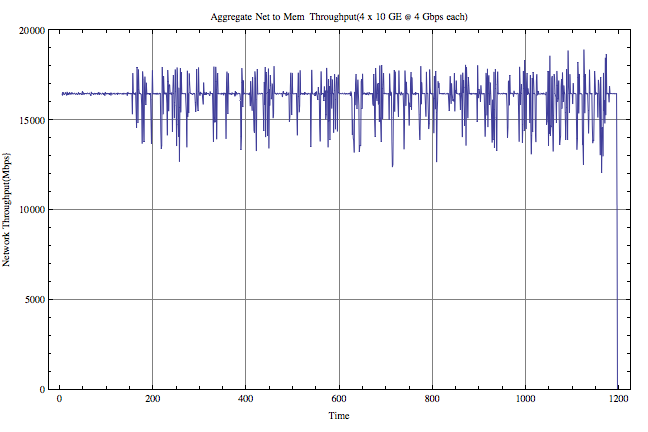 Aggregate Net to Mem Throughput(4 x 10 GE @ 4 Gbps each)
20000
15000
10000
5000
0
Network Throughput(Mbps)
0 200 400 600 800 1000 1200
Time